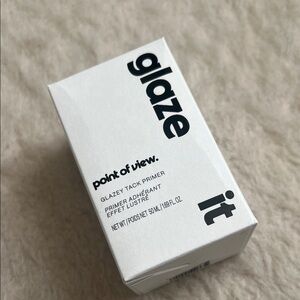 glaze
it
point of view.
GLAZEY TACK PRIMER
PRIMER ADHÉRANT
EFFET LUSTRÉ
NET WT/POIDS NET 50 ML/1.69 FL. OZ.